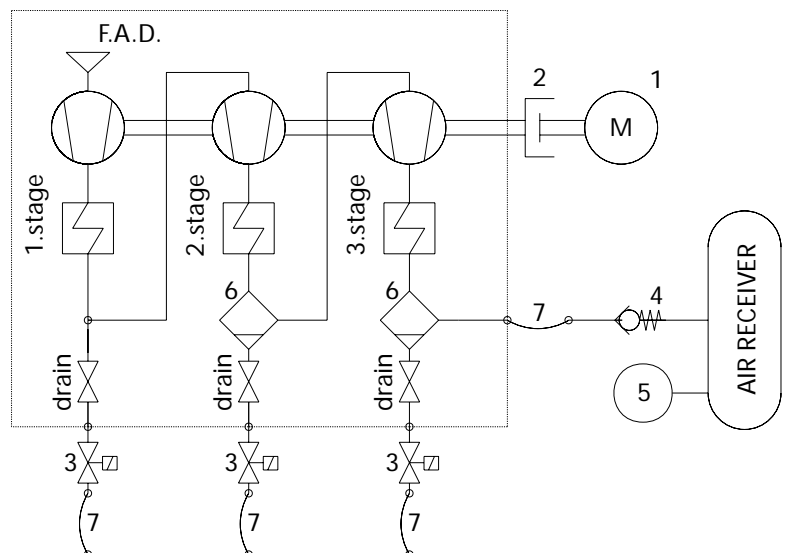 F.A.D.
2
1
M
1.stage
2.stage
3.stage
6
6
7
4
AIR RECEIVER
5
drain
drain
drain
3
3
3
7
7
7